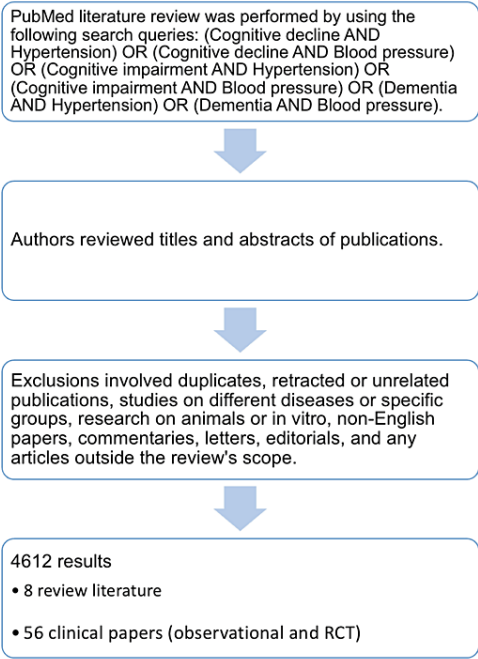 PubMed literature review was performed by using the
following search queries: (Cognitive decline AND
Hypertension) OR (Cognitive decline AND Blood pressure)
OR (Cognitive impairment AND Hypertension) OR
(Cognitive impairment AND Blood pressure) OR (Dementia
AND Hypertension) OR (Dementia AND Blood pressure).
Authors reviewed titles and abstracts of publications.
Exclusions involved duplicates, retracted or unrelated
publications, studies on different diseases or specific
groups, research on animals or in vitro, non-English
papers, commentaries, letters, editorials, and any
articles outside the review's scope.
4612 results
• 8 review literature
• 56 clinical papers (observational and RCT)